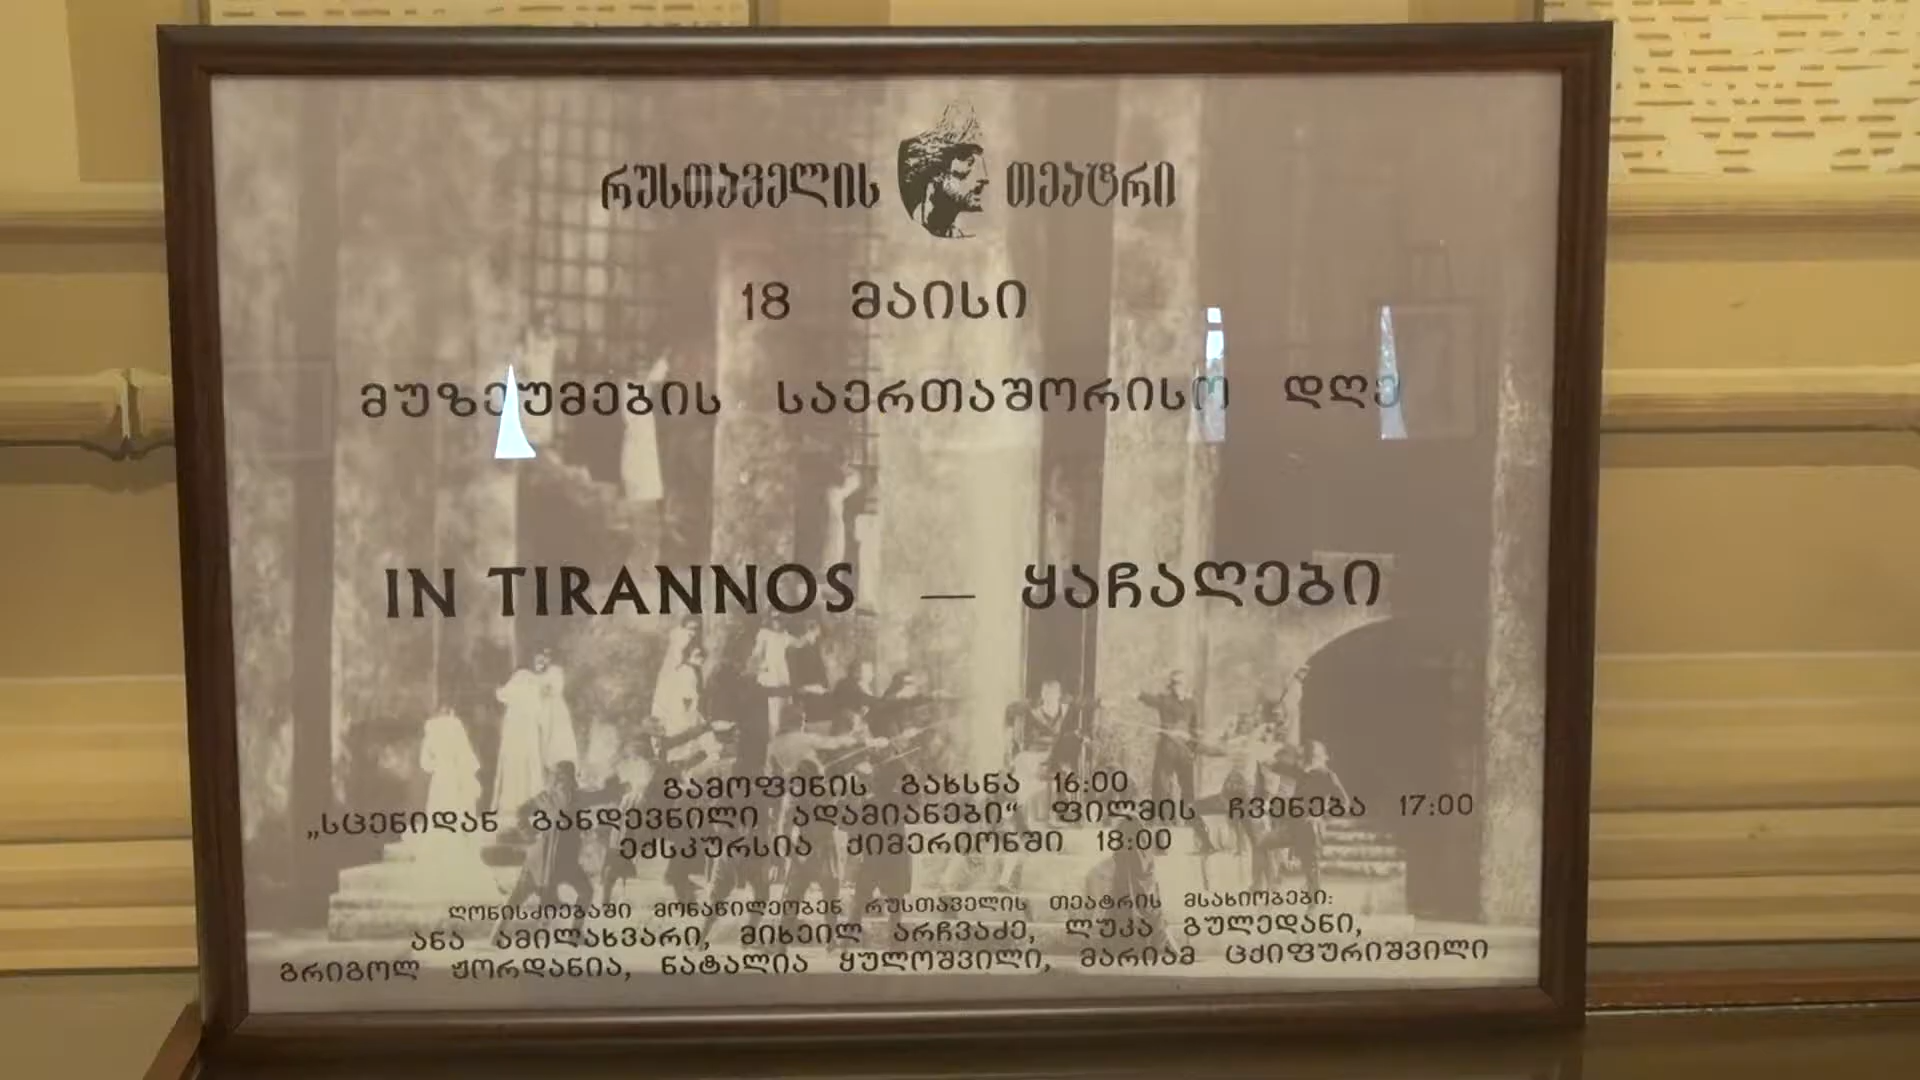 რუსთაველის თეატრი
18 მაისი
მუზეუმების საერთაშორისო დღე
IN TIRANNOS — ყაჩაღები
გამოფენის გახსნა 16:00
„სცენიდან განდევნილი ადამიანები“ ფილმის ჩვენება 17:00
ექსკურსია ქიმერიონში 18:00
ღონისძიებაში მონაწილეობენ რუსთაველის თეატრის მსახიობები:
ანა ამილახვარი, მიხეილ არჩვაძე, ლუკა გულედანი,
გრიგოლ ჟორდანია, ნატალია ყულოშვილი, მარიამ ცქიფურიშვილი